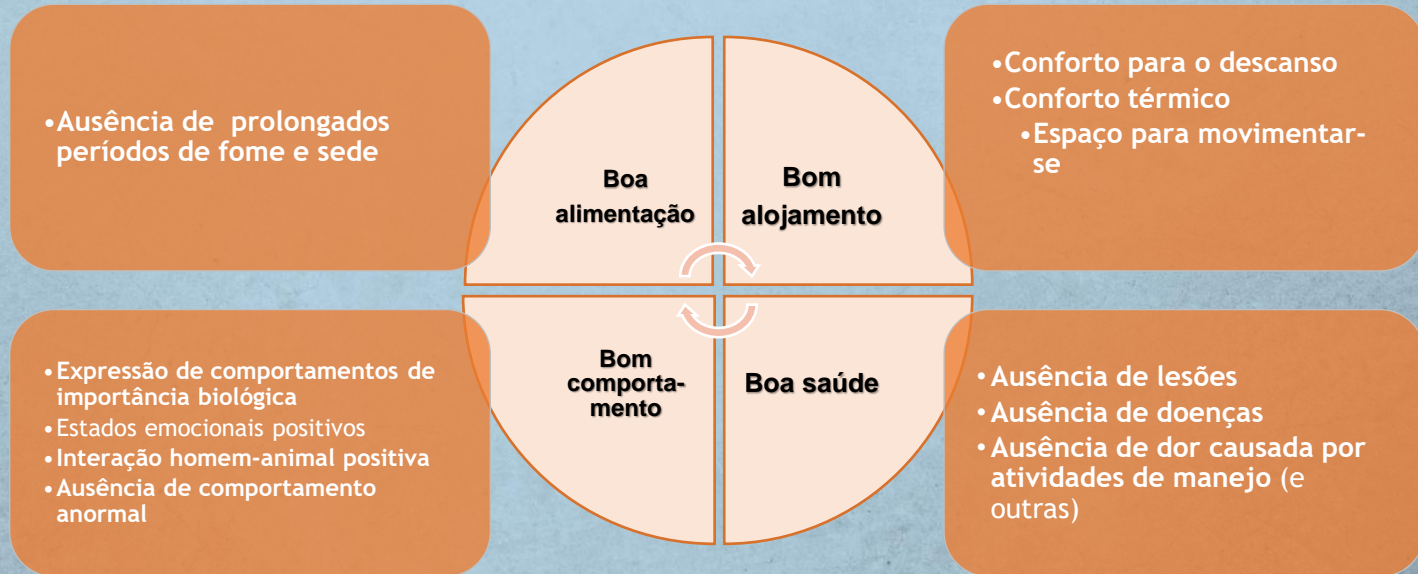 •Ausência de prolongados
períodos de fome e sede
Boa
alimentação
Bom
alojamento
•Conforto para o descanso
•Conforto térmico
•Espaço para movimentar-
se
•Expressão de comportamentos de
importância biológica
•Estados emocionais positivos
•Interação homem-animal positiva
•Ausência de comportamento
anormal
Bom
comporta-
mento
Boa saúde
•Ausência de lesões
•Ausência de doenças
•Ausência de dor causada por
atividades de manejo (e
outras)